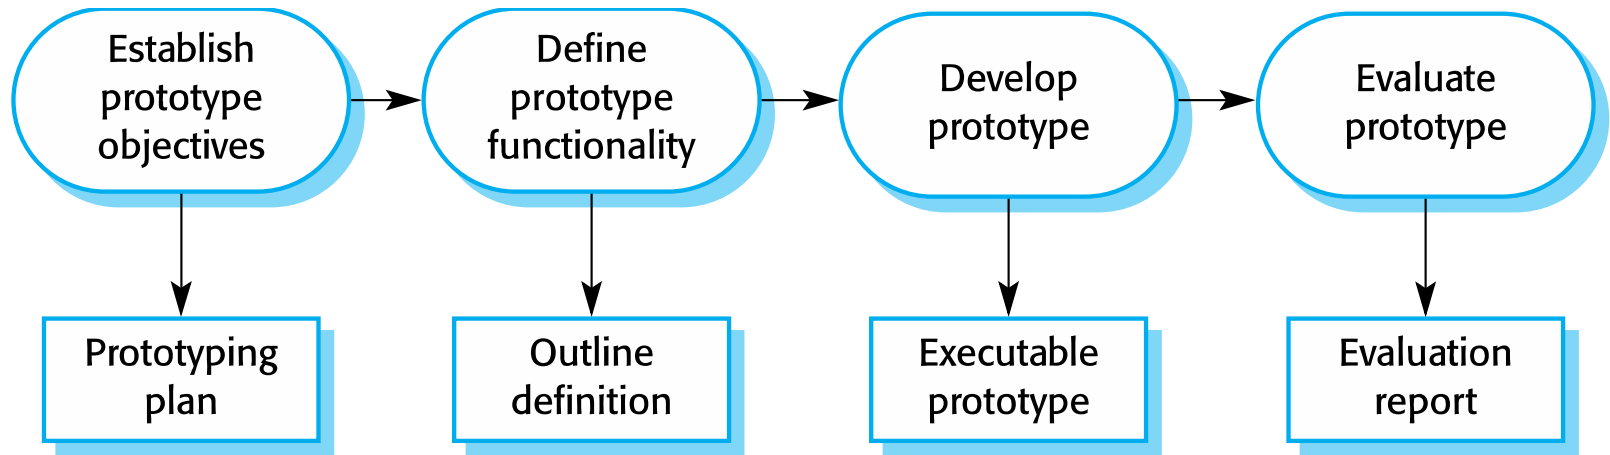 Establish
prototype
objectives
Define
prototype
functionality
Develop
prototype
Evaluate
prototype
Prototyping
plan
Outline
definition
Executable
prototype
Evaluation
report